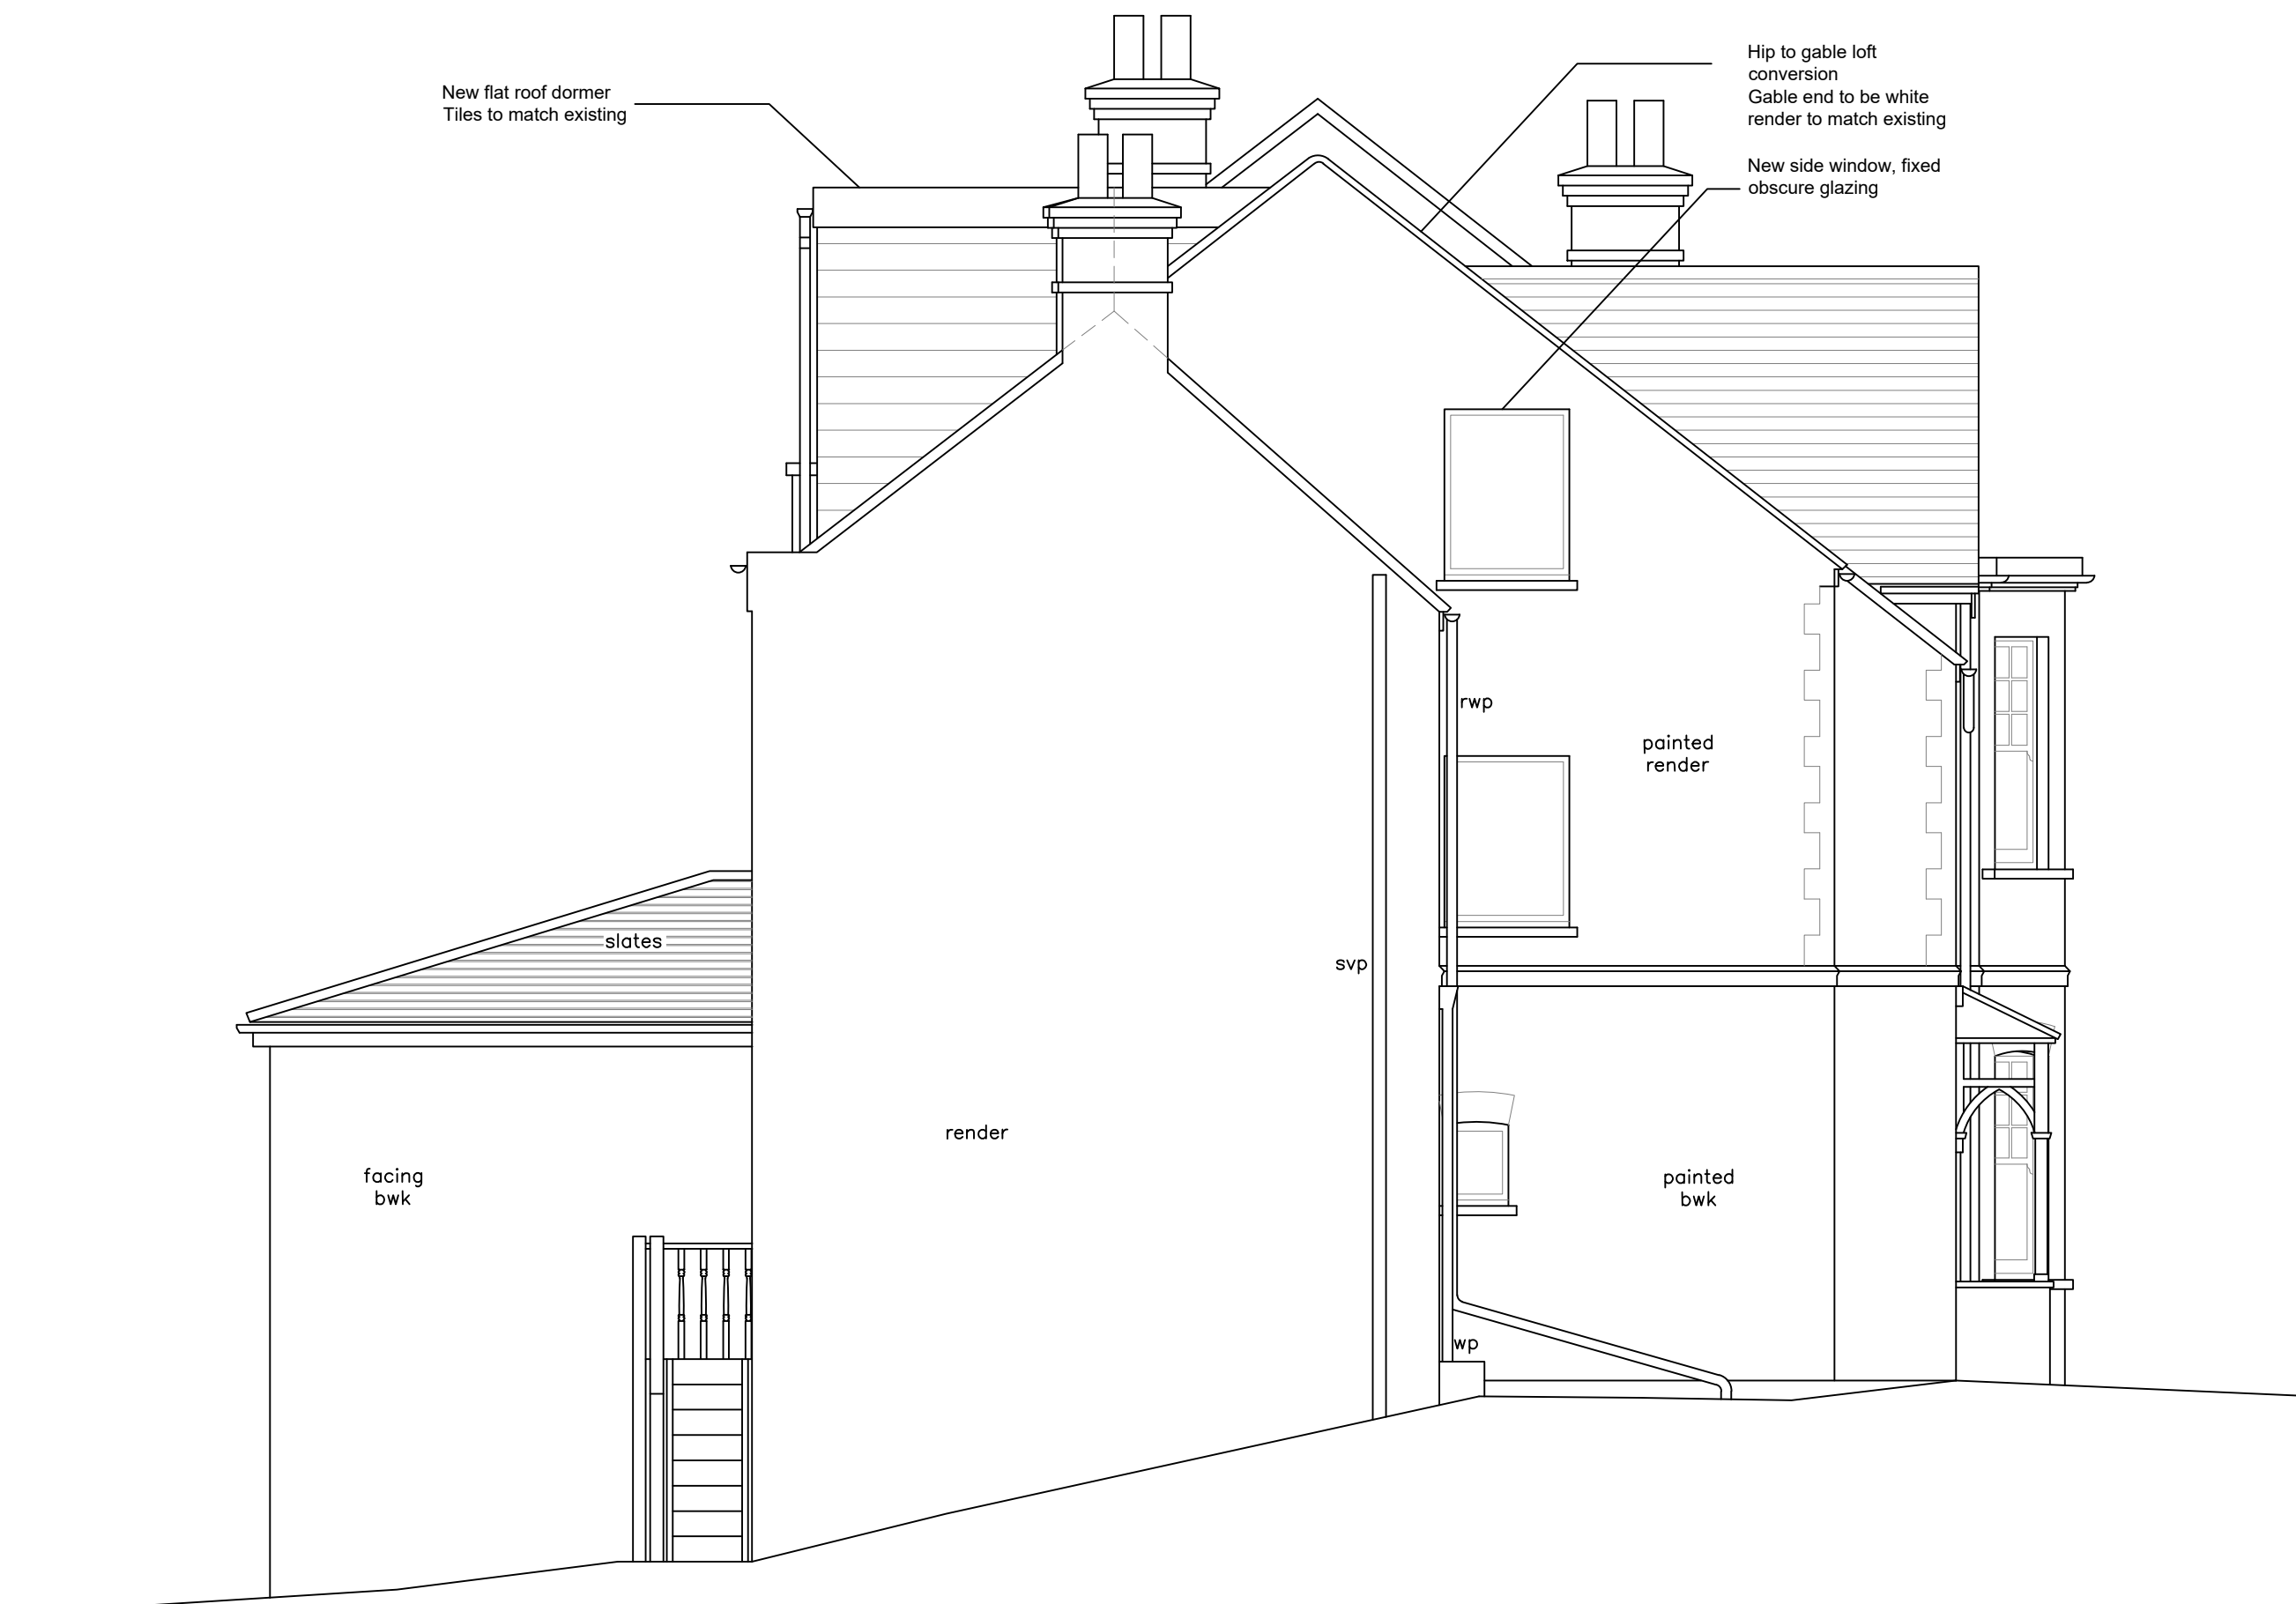 New flat roof dormer
Tiles to match existing
Hip to gable loft
conversion
Gable end to be white
render to match existing
New side window, fixed
obscure glazing
rwp
painted
render
slates
svp
render
facing
bwk
painted
bwk
wp